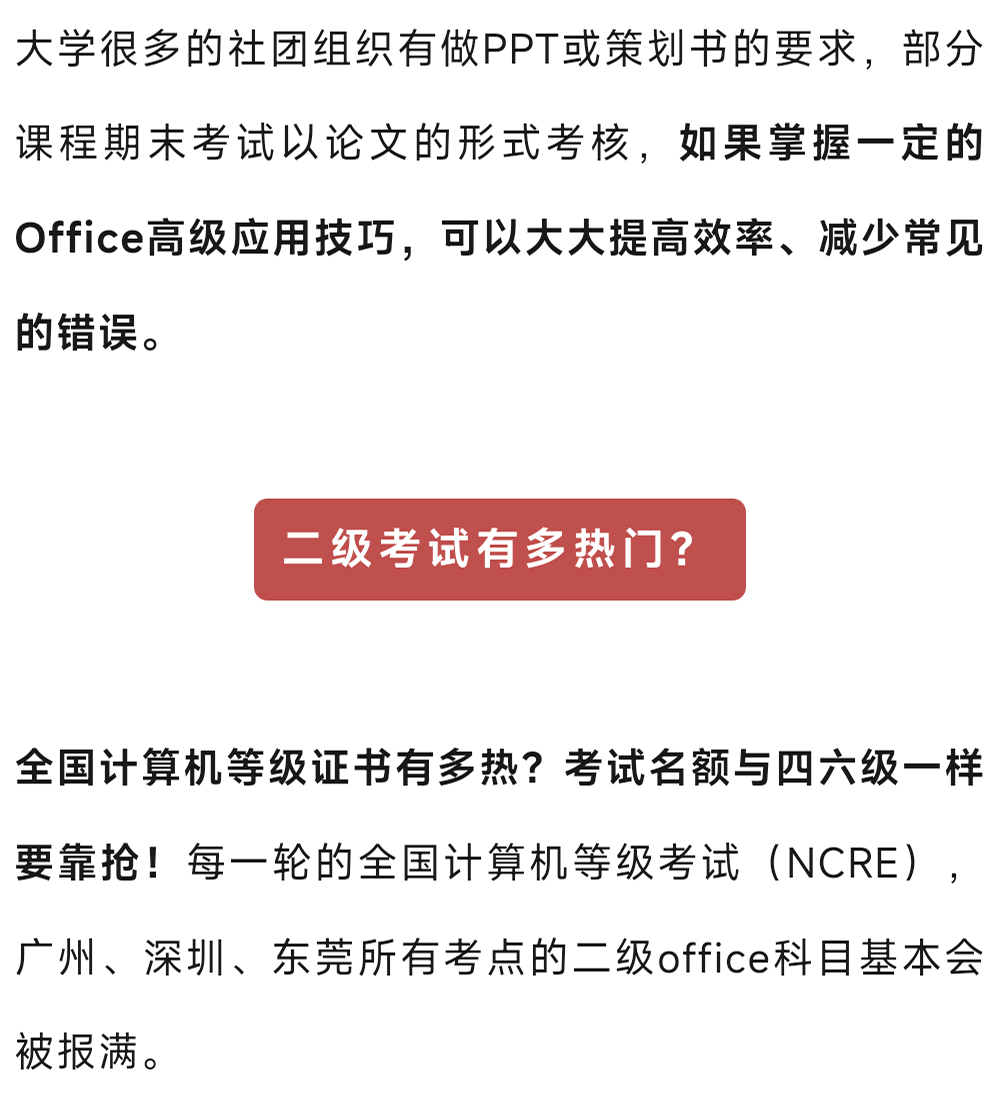 大学很多的社团组织有做PPT或策划书的要求，部分
课程期末考试以论文的形式考核，如果掌握一定的
Office高级应用技巧，可以大大提高效率、减少常见
的错误。
二级考试有多热门？
全国计算机等级证书有多热？考试名额与四六级一样
要靠抢！每一轮的全国计算机等级考试（NCRE），
广州、深圳、东莞所有考点的二级office科目基本会
被报满。